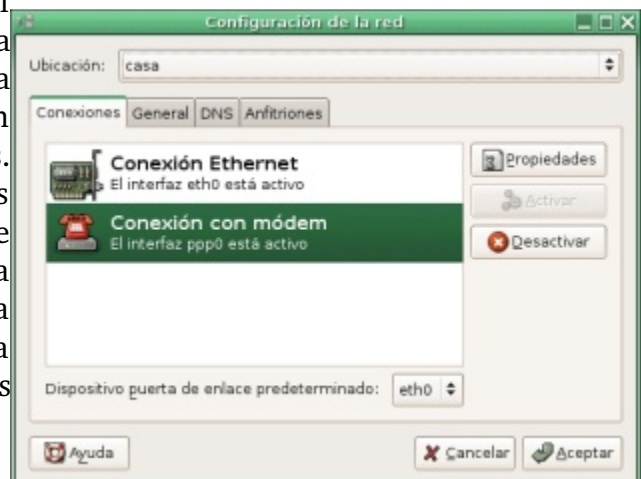 Configuración de la red
Ubicación: casa
Conexiones General DNS Anfitriones
Conexión Ethernet
El interfaz eth0 está activo
Conexión con módem
El interfaz ppp0 está activo
Propiedades
Activar
Desactivar
Dispositivo puerta de enlace predeterminado: eth0
Ayuda Cancelar Aceptar